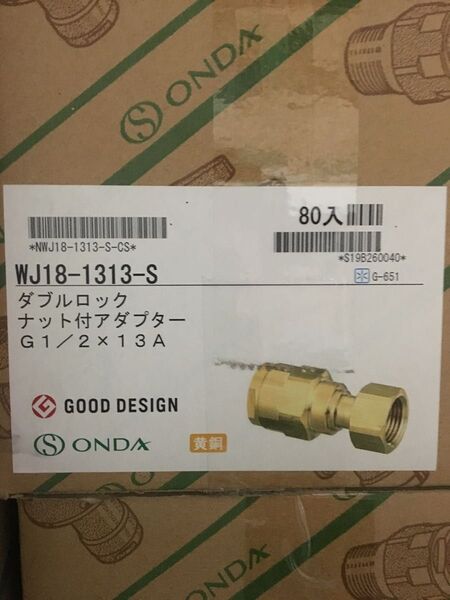 ONDA
80入
*NWJ18-1313-S-CS*
*S19B260040*
WJ18-1313-S
G-651
ダブルロック
ナット付アダプター
G1/2×13A
GOOD DESIGN
ONDA
黄銅
ONDA
ONDA